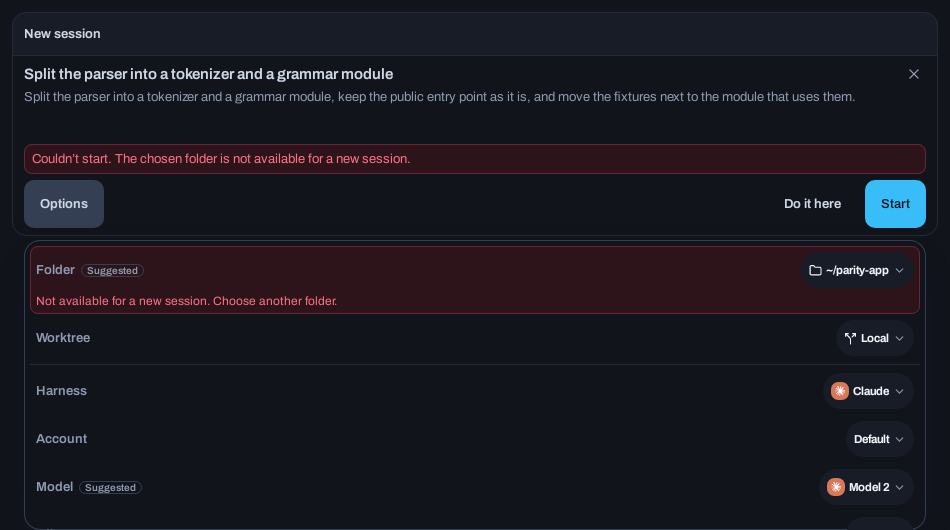 New session
Split the parser into a tokenizer and a grammar module
Split the parser into a tokenizer and a grammar module, keep the public entry point as it is, and move the fixtures next to the module that uses them.
Couldn't start. The chosen folder is not available for a new session.
Options
Do it here
Start
Folder Suggested
~/parity-app
Not available for a new session. Choose another folder.
Worktree
Local
Harness
Claude
Account
Default
Model Suggested
Model 2